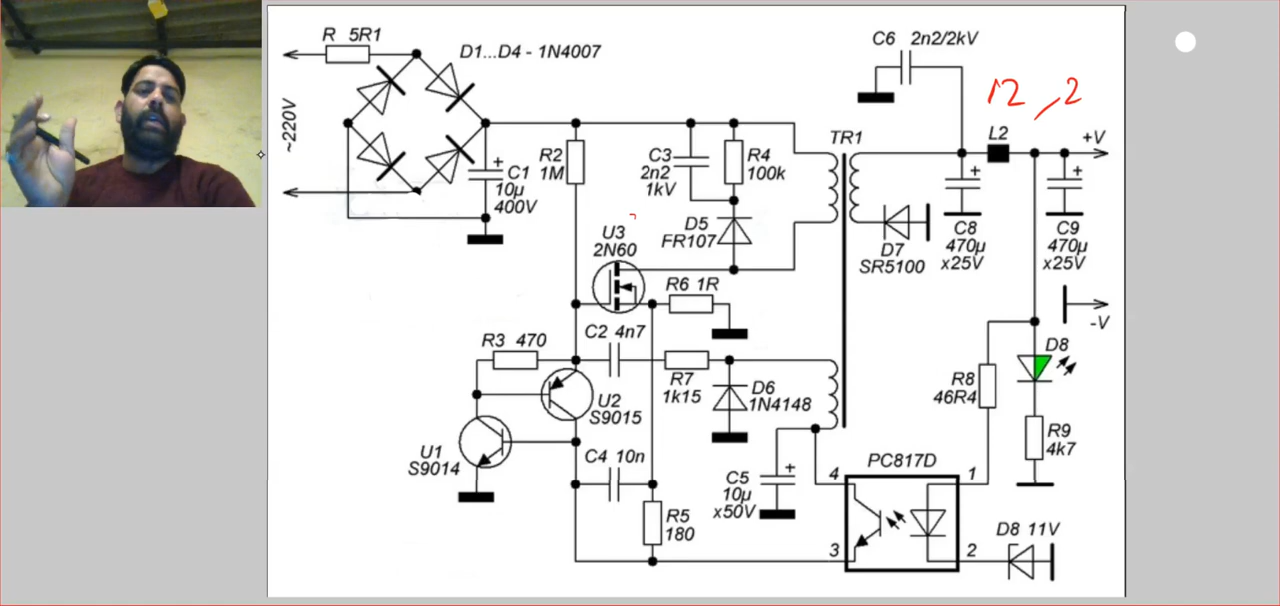 R 5R1
D1...D4 - 1N4007
C6 2n2/2kV
12,2
~220V
L2
+V
TR1
R2
1M
C3
2n2
1kV
R4
100k
+
C1
10µ
400V
D5
FR107
U3
2N60
D7
SR5100
+
C8
470µ
x25V
+
C9
470µ
x25V
R6 1R
-V
C2 4n7
R3 470
D8
R7
1k15
D6
1N4148
R8
46R4
U2
S9015
U1
S9014
R9
4k7
C4 10n
PC817D
4
1
+
C5
10µ
x50V
R5
180
D8 11V
3
2